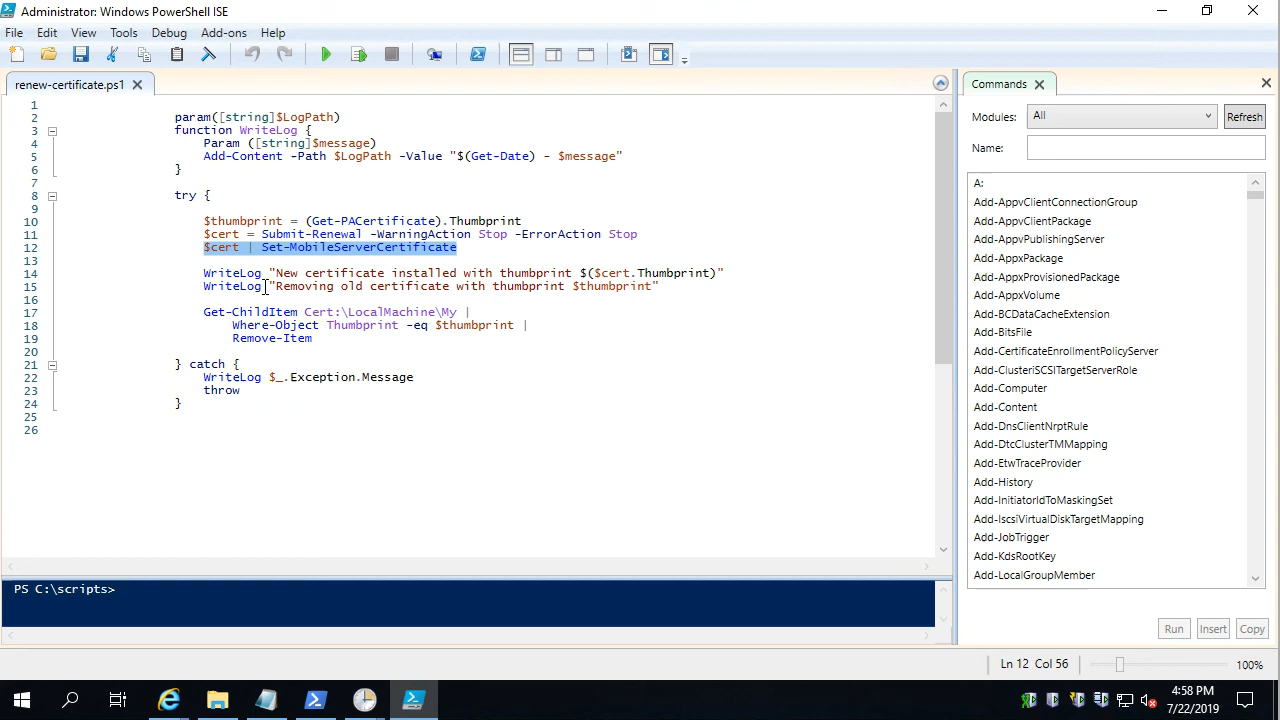 Administrator: Windows PowerShell ISE
File Edit View Tools Debug Add-ons Help
renew-certificate.ps1
1
2 param([string]$LogPath)
3 function WriteLog {
4 Param ([string]$message)
5 Add-Content -Path $LogPath -Value "$(Get-Date) - $message"
6 }
7
8 try {
9
10 $thumbprint = (Get-PACertificate).Thumbprint
11 $cert = Submit-Renewal -WarningAction Stop -ErrorAction Stop
12 $cert | Set-MobileServerCertificate
13
14 WriteLog "New certificate installed with thumbprint $($cert.Thumbprint)"
15 WriteLog "Removing old certificate with thumbprint $thumbprint"
16
17 Get-ChildItem Cert:\LocalMachine\My |
18 Where-Object Thumbprint -eq $thumbprint |
19 Remove-Item
20
21 } catch {
22 WriteLog $_.Exception.Message
23 throw
24 }
25
26
PS C:\scripts>
Commands
Modules: All Refresh
Name:
A:
Add-AppvClientConnectionGroup
Add-AppvClientPackage
Add-AppvPublishingServer
Add-AppxPackage
Add-AppxProvisionedPackage
Add-AppxVolume
Add-BCDataCacheExtension
Add-BitsFile
Add-CertificateEnrollmentPolicyServer
Add-ClusteriSCSITargetServerRole
Add-Computer
Add-Content
Add-DnsClientNrptRule
Add-DtcClusterTMMapping
Add-EtwTraceProvider
Add-History
Add-InitiatorIdToMaskingSet
Add-IscsiVirtualDiskTargetMapping
Add-JobTrigger
Add-KdsRootKey
Add-LocalGroupMember
Run Insert Copy
Ln 12 Col 56 100%
4:58 PM
7/22/2019